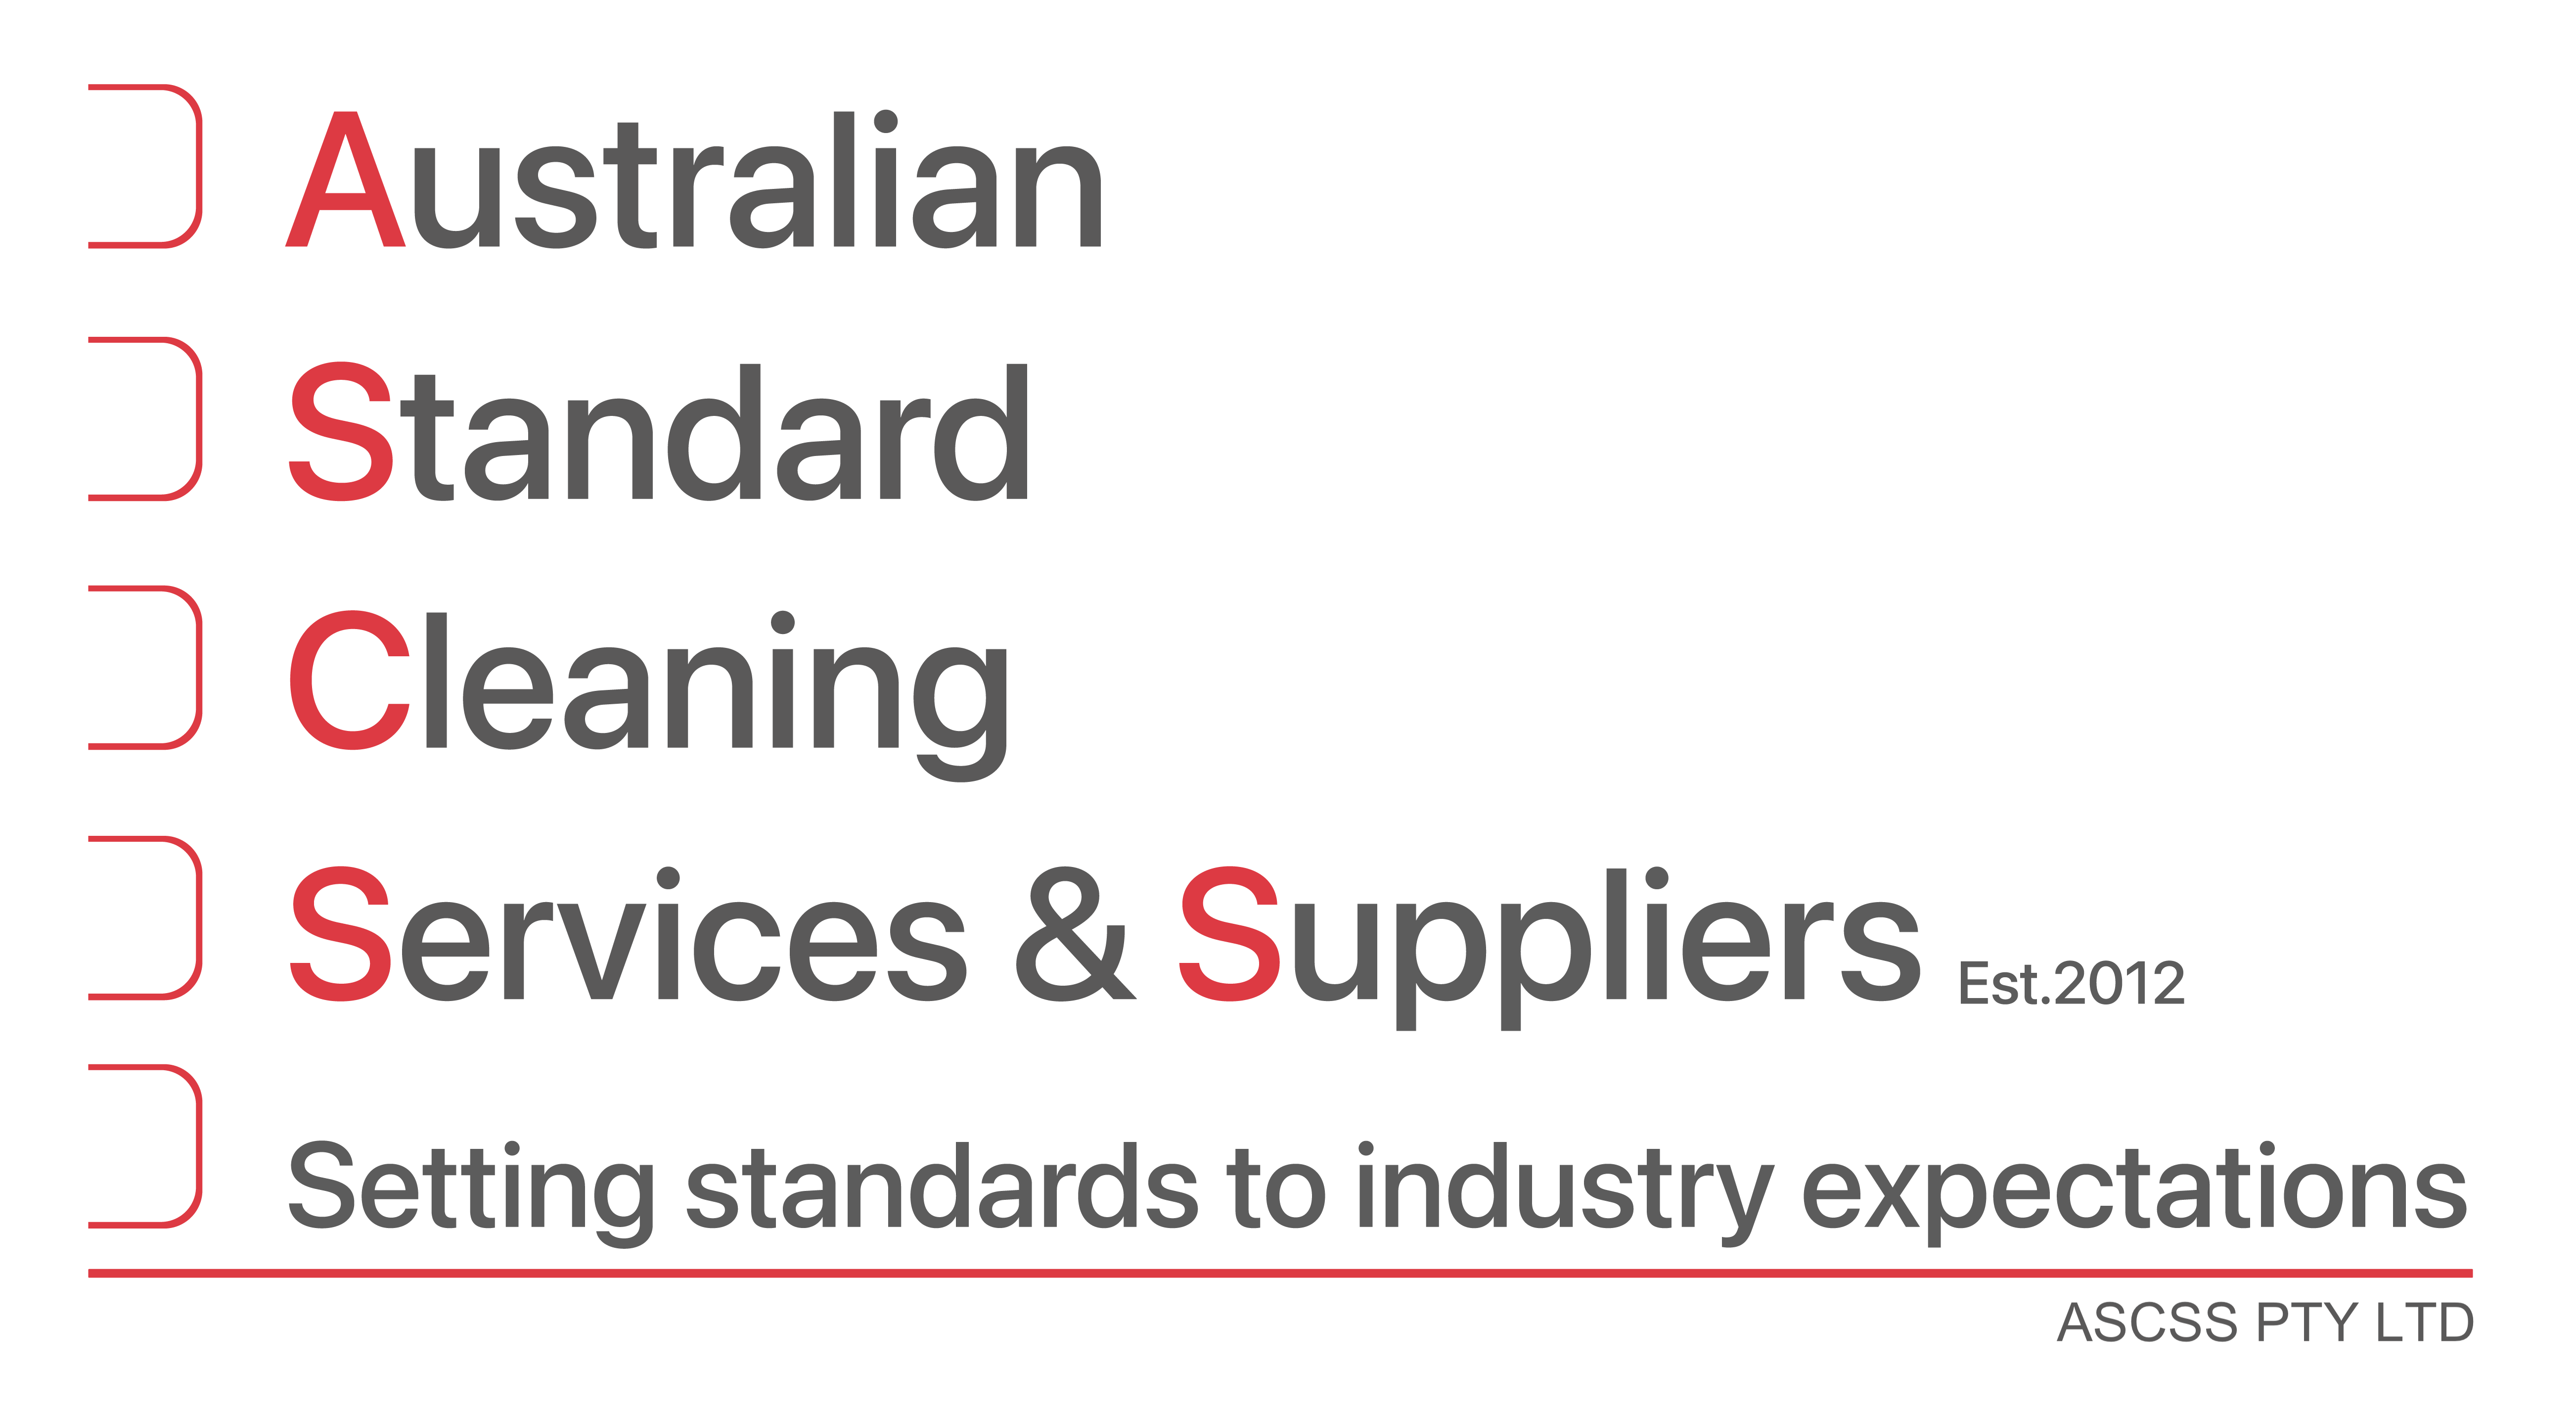 Australian
Standard
Cleaning
Services & Suppliers Est.2012
Setting standards to industry expectations
ASCSS PTY LTD